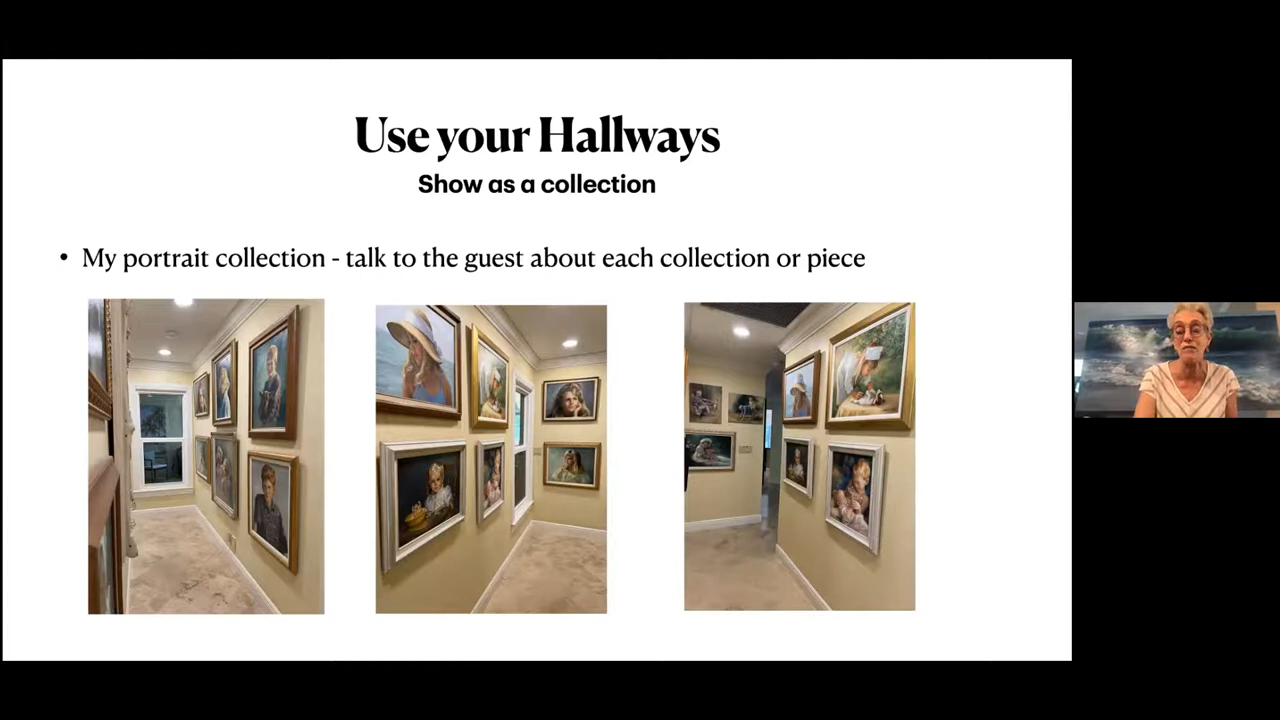 Use your Hallways
Show as a collection
• My portrait collection - talk to the guest about each collection or piece